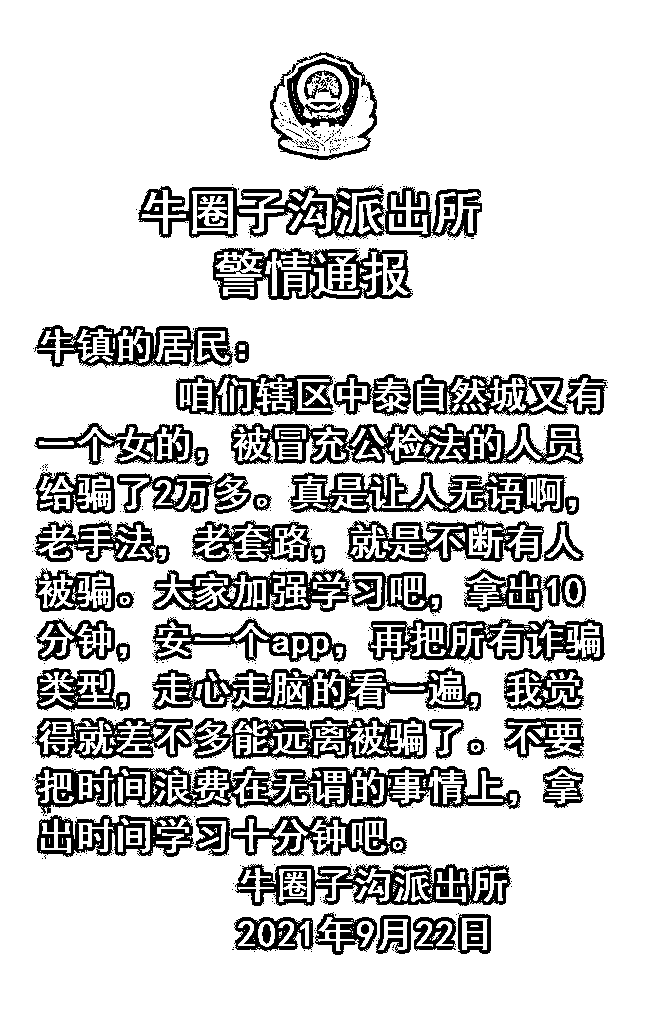 牛圈子沟派出所
警情通报
牛镇的居民：
咱们辖区中泰自然城又有
一个女的，被冒充公检法的人员
给骗了2万多。真是让人无语啊，
老手法，老套路，就是不断有人
被骗。大家加强学习吧，拿出10
分钟，安一个app，再把所有诈骗
类型，走心走脑的看一遍，我觉
得就差不多能远离被骗了。不要
把时间浪费在无谓的事情上，拿
出时间学习十分钟吧。
牛圈子沟派出所
2021年9月22日